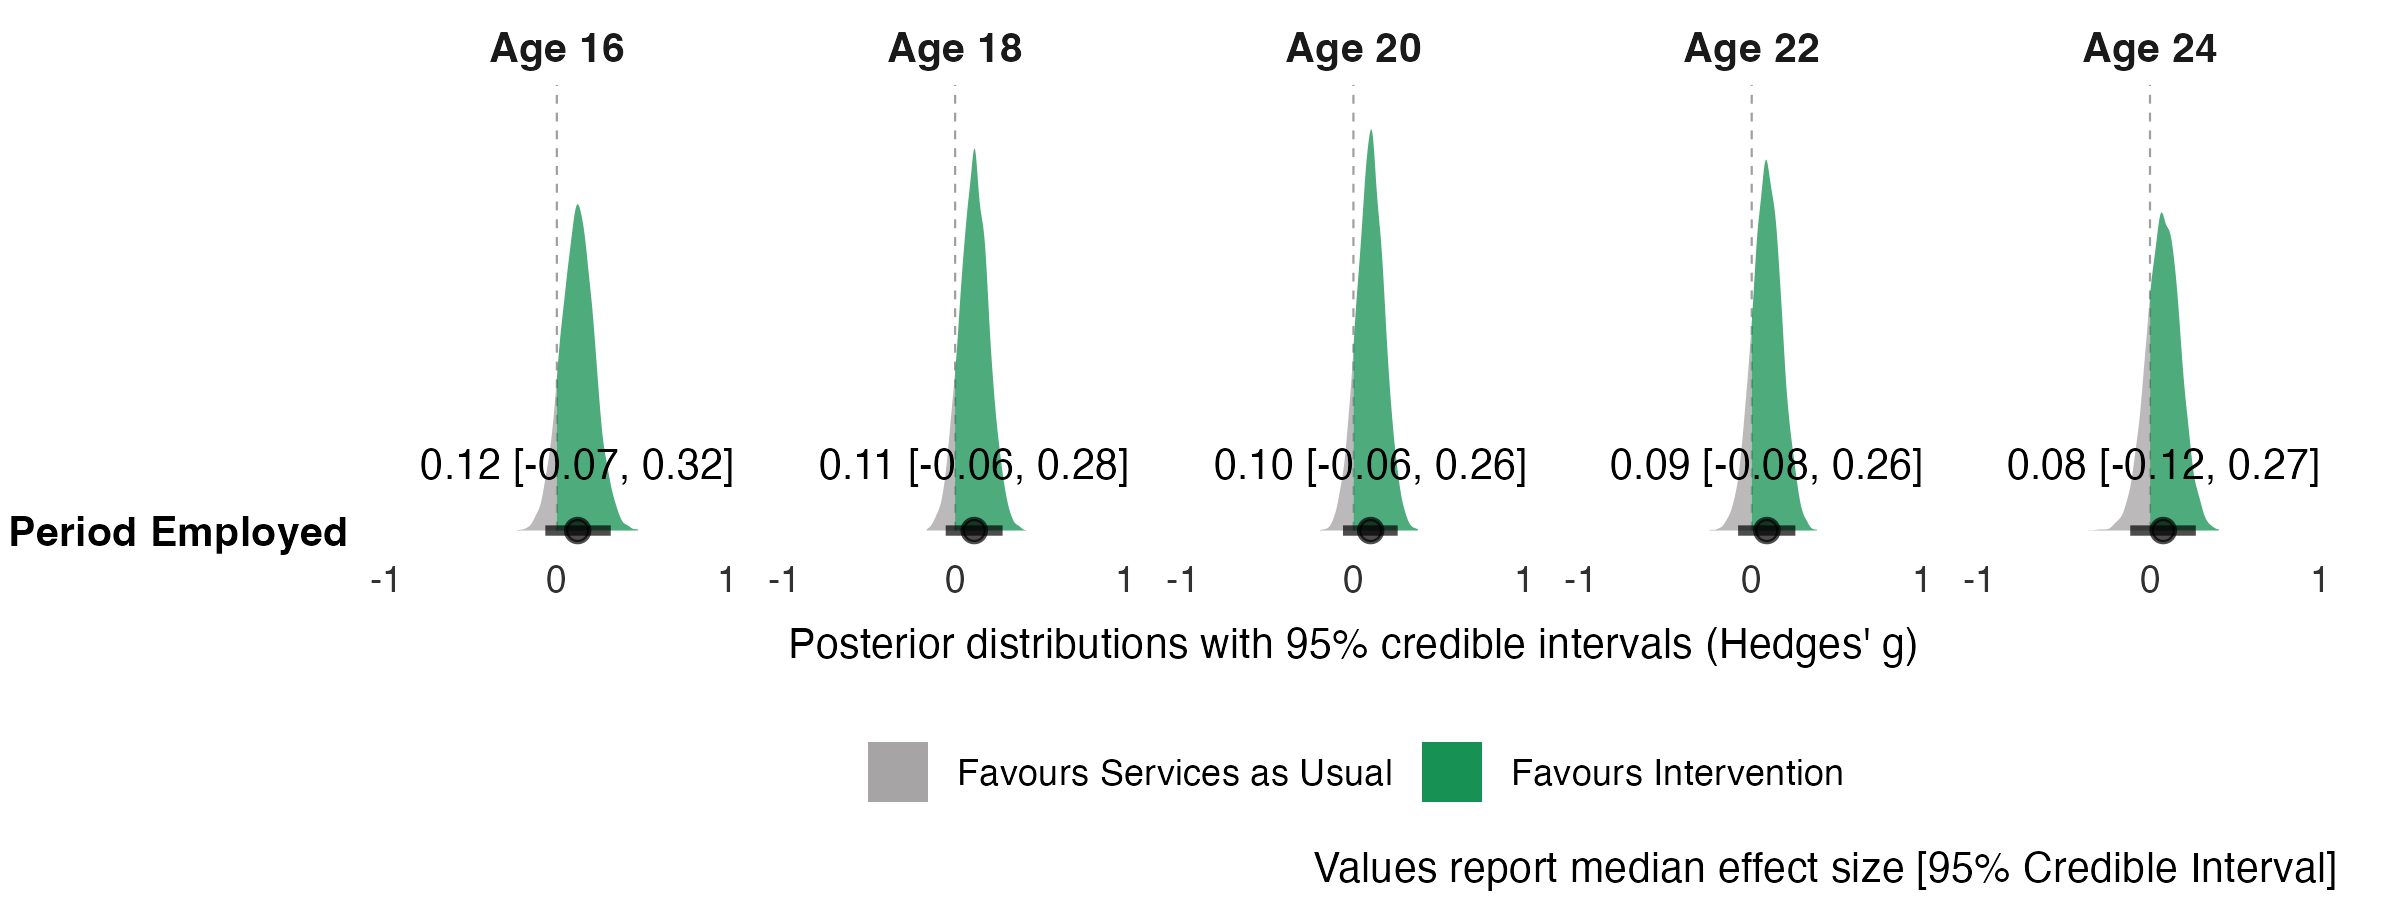 Age 16 Age 18 Age 20 Age 22 Age 24
0.12 [-0.07, 0.32] 0.11 [-0.06, 0.28] 0.10 [-0.06, 0.26] 0.09 [-0.08, 0.26] 0.08 [-0.12, 0.27]
Period Employed
-1 0 1 -1 0 1 -1 0 1 -1 0 1 -1 0 1
Posterior distributions with 95% credible intervals (Hedges' g)
Favours Services as Usual Favours Intervention
Values report median effect size [95% Credible Interval]